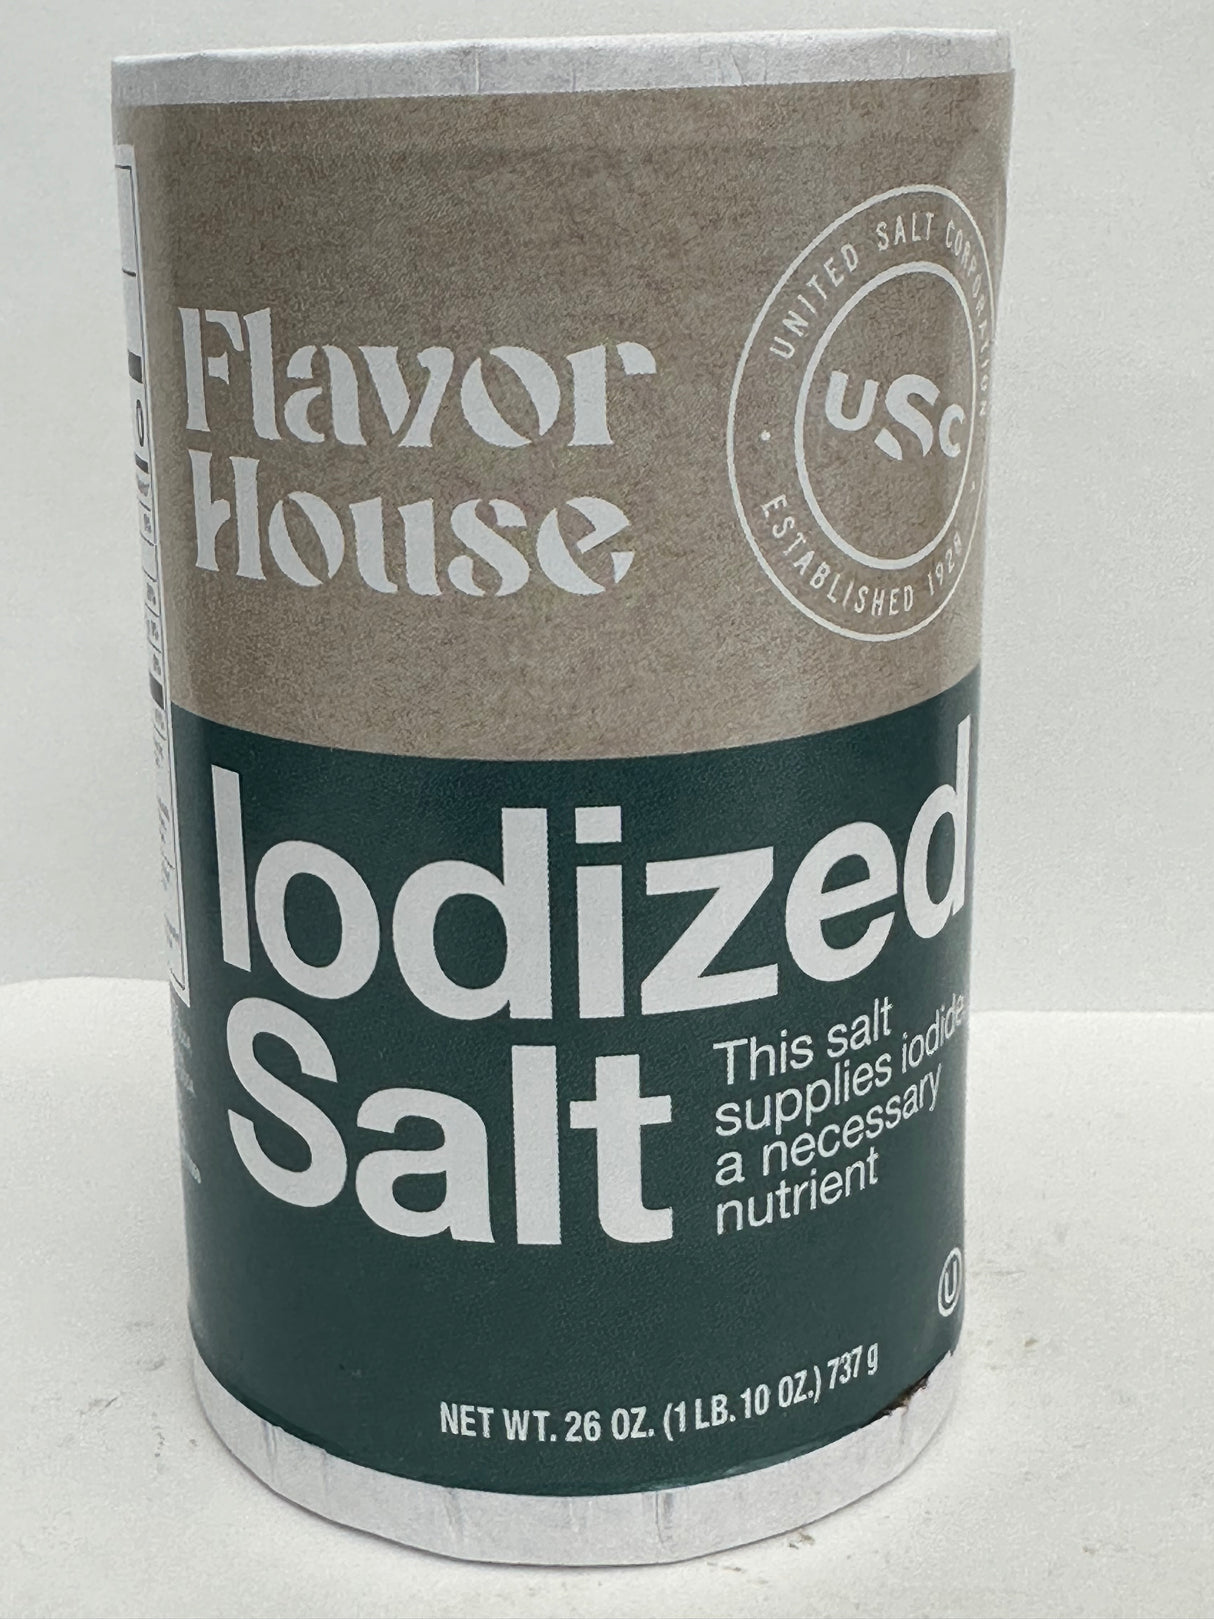 Flavor
House
UNITED SALT CORPORATION
USC
ESTABLISHED 1928
Iodized
Salt
This salt
supplies iodide,
a necessary
nutrient
U
NET WT. 26 OZ. (1 LB. 10 OZ.) 737 g